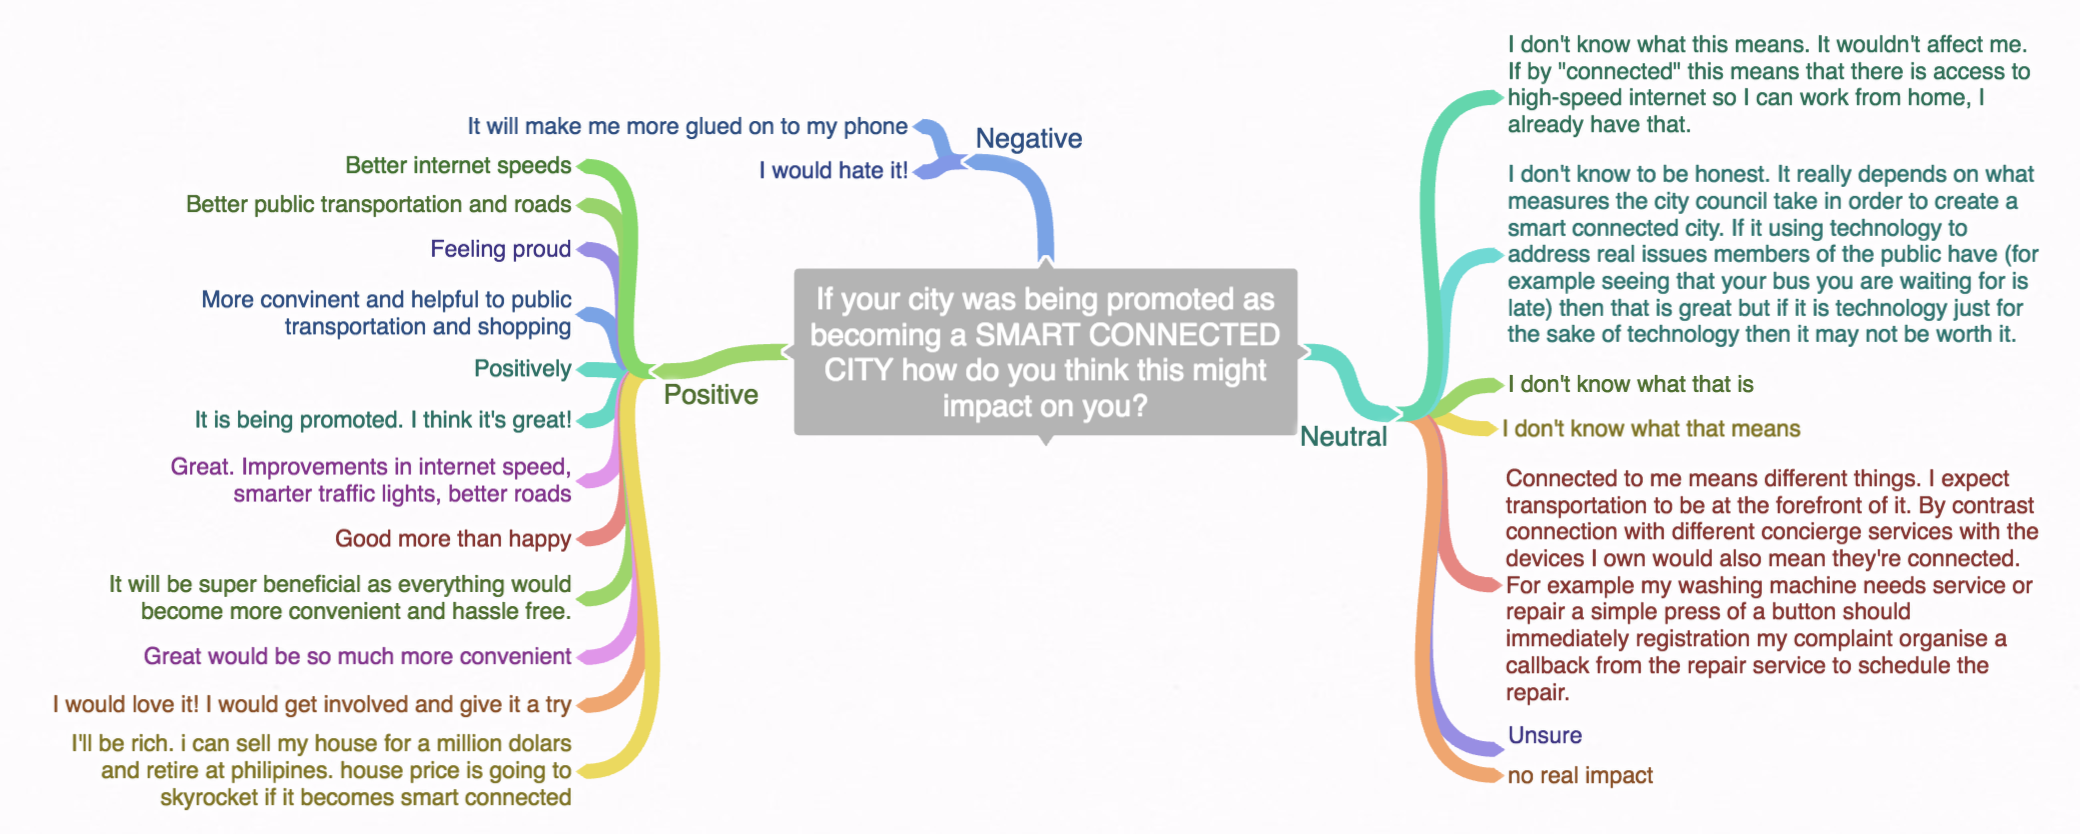 If your city was being promoted as
becoming a SMART CONNECTED
CITY how do you think this might
impact on you?
Negative
It will make me more glued on to my phone
I would hate it!
Positive
Better internet speeds
Better public transportation and roads
Feeling proud
More convinent and helpful to public
transportation and shopping
Positively
It is being promoted. I think it's great!
Great. Improvements in internet speed,
smarter traffic lights, better roads
Good more than happy
It will be super beneficial as everything would
become more convenient and hassle free.
Great would be so much more convenient
I would love it! I would get involved and give it a try
I'll be rich. i can sell my house for a million dolars
and retire at philipines. house price is going to
skyrocket if it becomes smart connected
Neutral
I don't know what this means. It wouldn't affect me.
If by "connected" this means that there is access to
high-speed internet so I can work from home, I
already have that.
I don't know to be honest. It really depends on what
measures the city council take in order to create a
smart connected city. If it using technology to
address real issues members of the public have (for
example seeing that your bus you are waiting for is
late) then that is great but if it is technology just for
the sake of technology then it may not be worth it.
I don't know what that is
I don't know what that means
Connected to me means different things. I expect
transportation to be at the forefront of it. By contrast
connection with different concierge services with the
devices I own would also mean they're connected.
For example my washing machine needs service or
repair a simple press of a button should
immediately registration my complaint organise a
callback from the repair service to schedule the
repair.
Unsure
no real impact